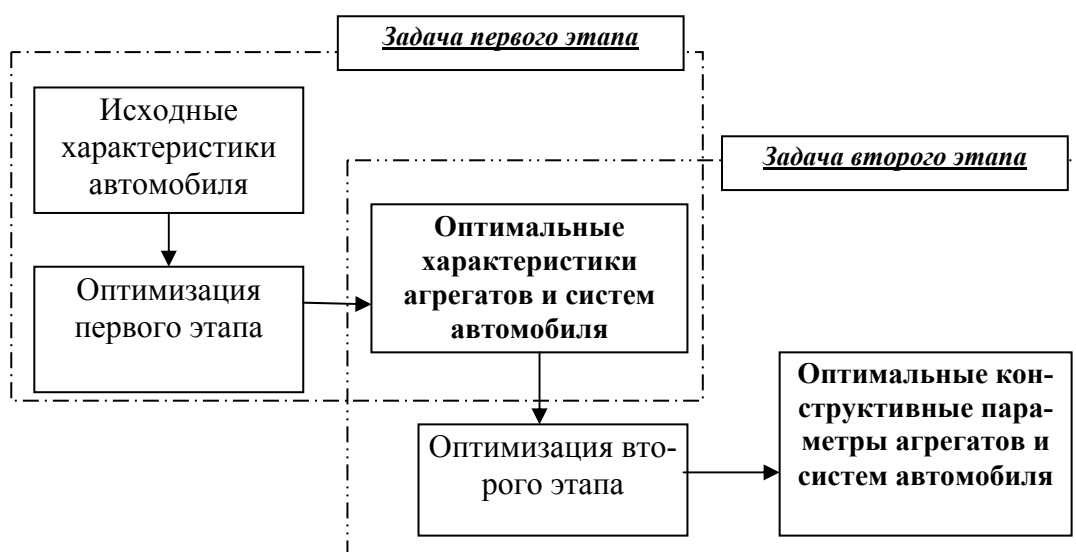 Задача первого этапа
Исходные
характеристики
автомобиля
Задача второго этапа
Оптимальные
характеристики
агрегатов и систем
автомобиля
Оптимизация
первого этапа
Оптимальные кон-
структивные пара-
метры агрегатов и
систем автомобиля
Оптимизация вто-
рого этапа